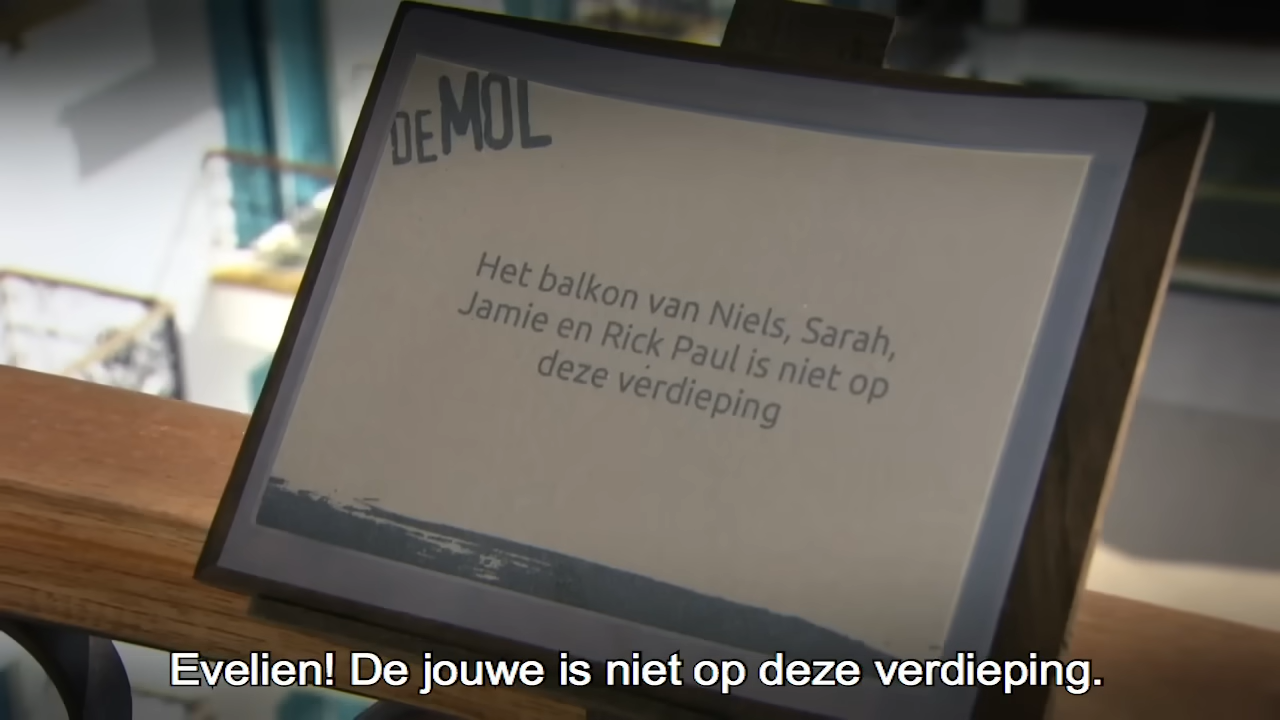 DE MOL
Het balkon van Niels, Sarah,
Jamie en Rick Paul is niet op
deze verdieping
Evelien! De jouwe is niet op deze verdieping.